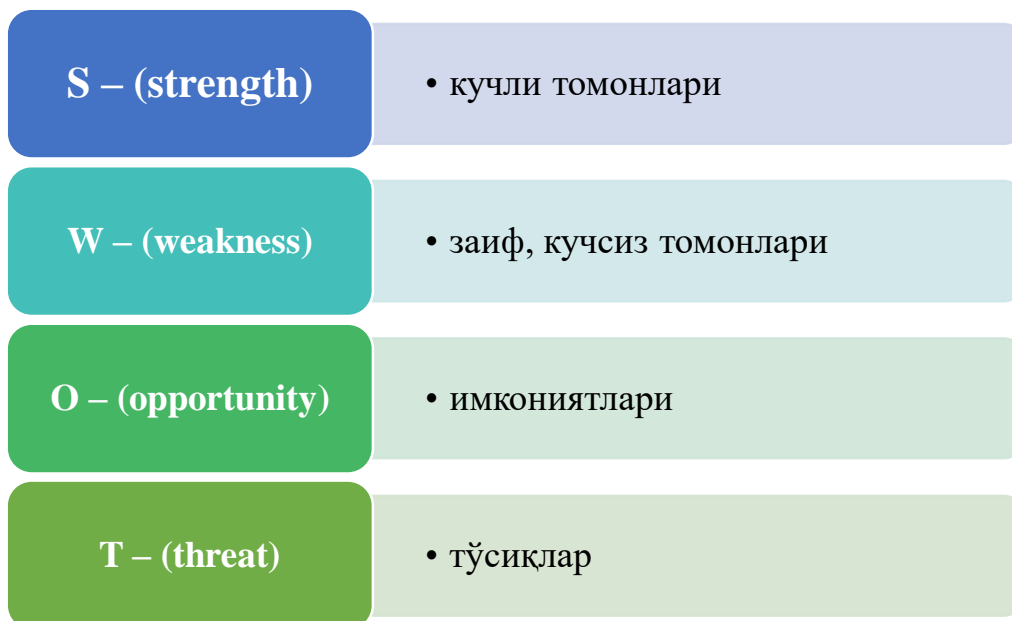 S – (strength)
• кучли томонлари
W – (weakness)
• заиф, кучсиз томонлари
O – (opportunity)
• имкониятлари
T – (threat)
• тўсиқлар